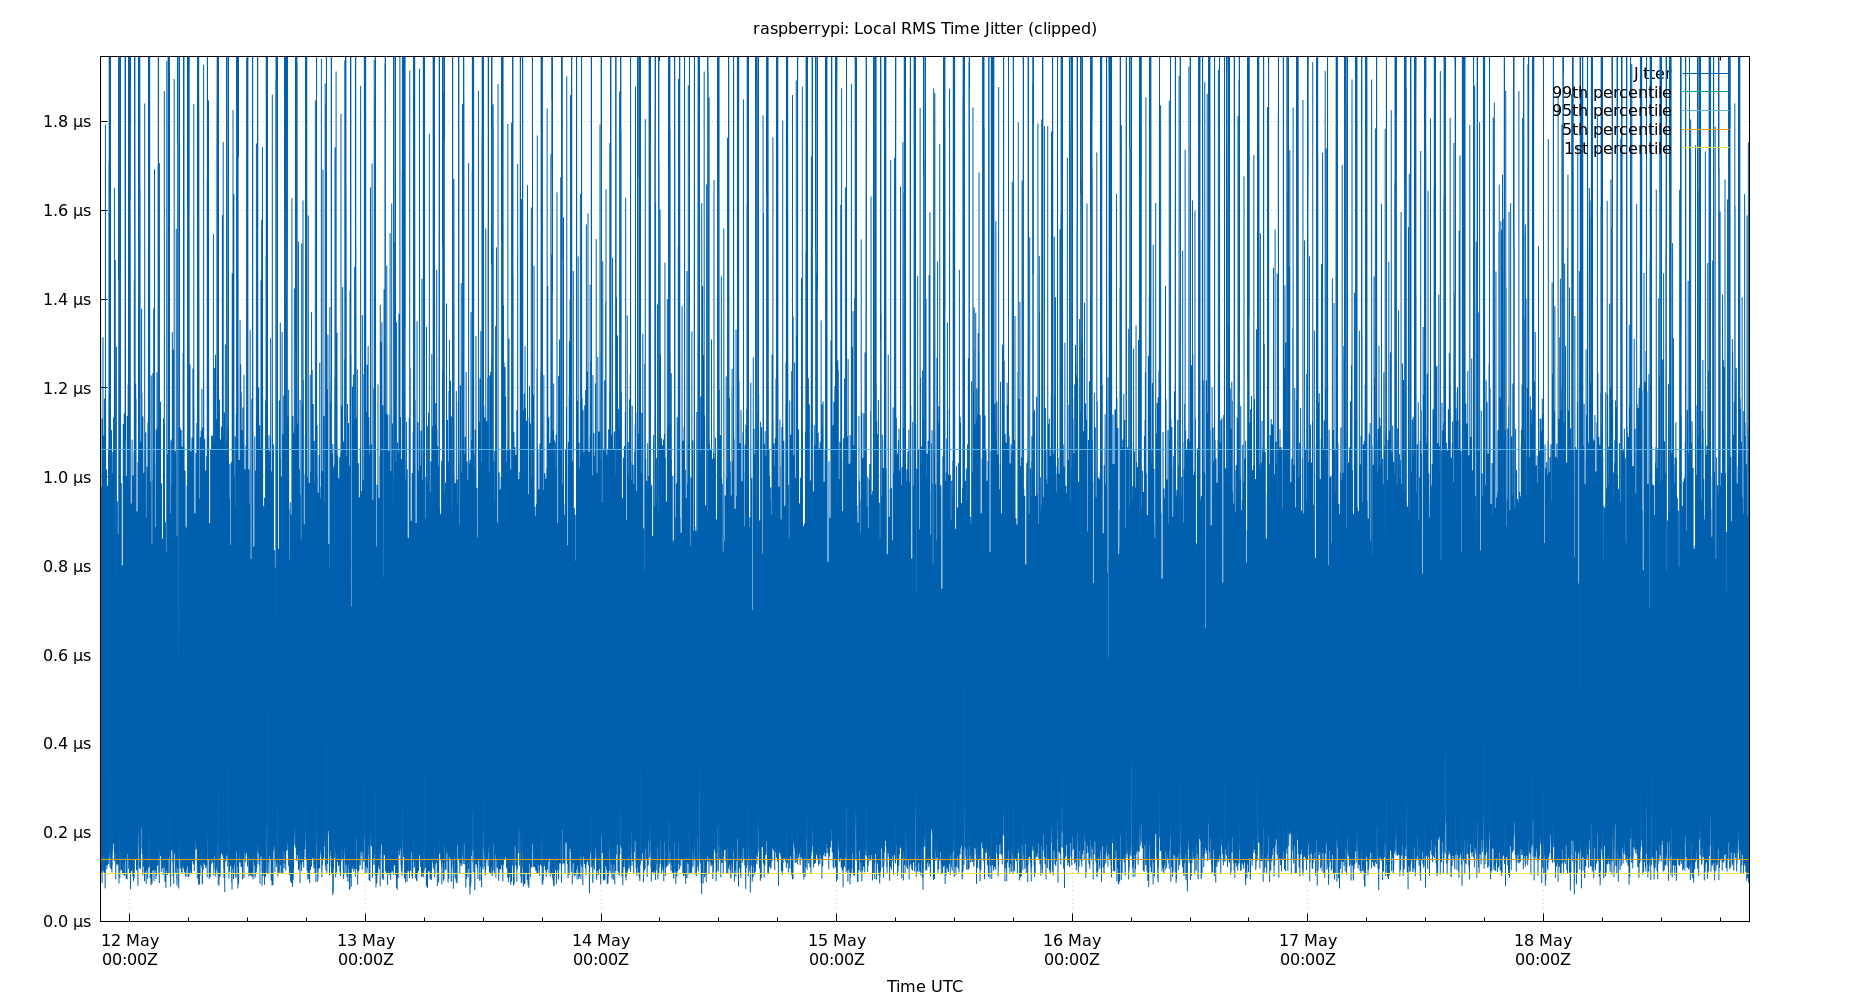 raspberrypi: Local RMS Time Jitter (clipped)
Jitter
99th percentile
95th percentile
5th percentile
1st percentile
1.8 µs
1.6 µs
1.4 µs
1.2 µs
1.0 µs
0.8 µs
0.6 µs
0.4 µs
0.2 µs
0.0 µs
12 May 13 May 14 May 15 May 16 May 17 May 18 May
00:00Z 00:00Z 00:00Z 00:00Z 00:00Z 00:00Z 00:00Z
Time UTC